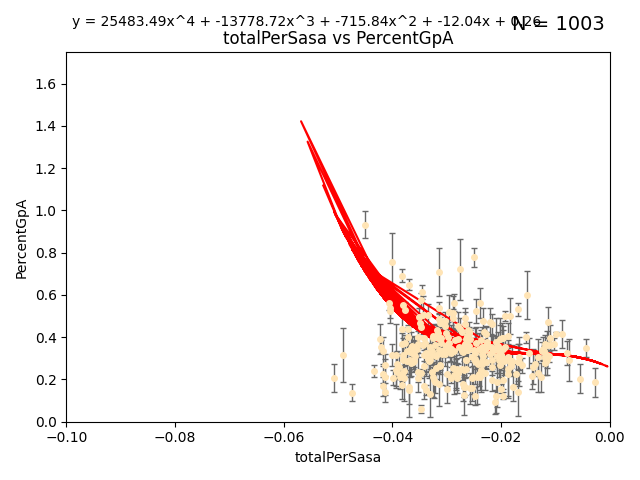 y = 25483.49x^4 + -13778.72x^3 + -715.84x^2 + -12.04x + 0.26
N = 1003
totalPerSasa vs PercentGpA
1.6
1.4
1.2
1.0
0.8
0.6
0.4
0.2
0.0
PercentGpA
−0.10 −0.08 −0.06 −0.04 −0.02 0.00
totalPerSasa